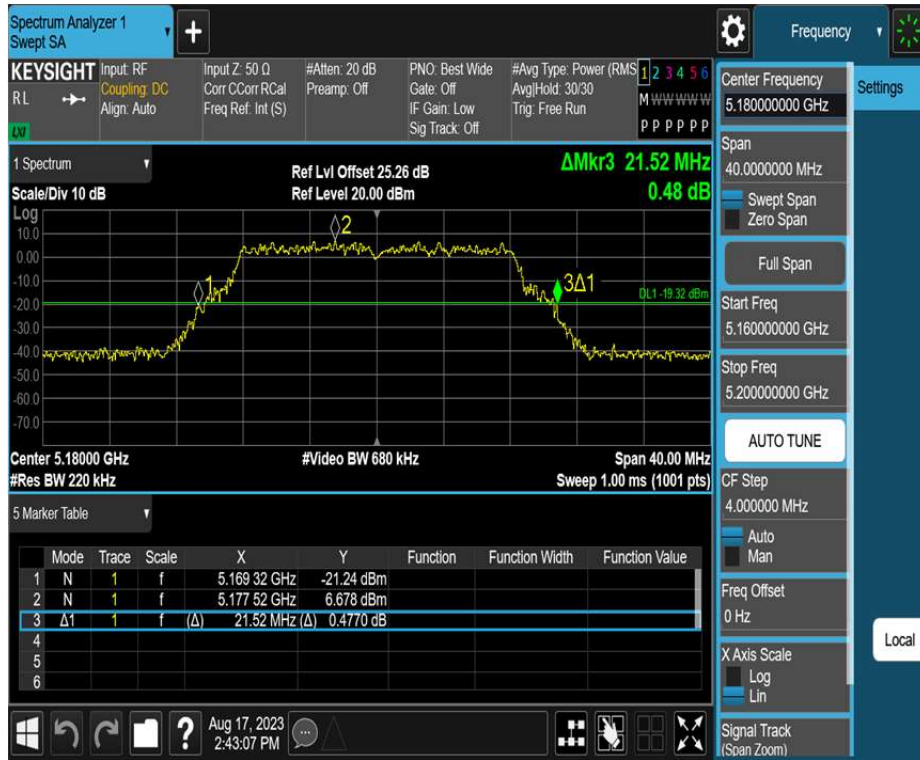 Spectrum Analyzer 1
Swept SA
+
Frequency
KEYSIGHT
RL
LXI
Input: RF
Coupling: DC
Align: Auto
Input Z: 50 Ω
Corr CCorr RCal
Freq Ref: Int (S)
#Atten: 20 dB
Preamp: Off
PNO: Best Wide
Gate: Off
IF Gain: Low
Sig Track: Off
#Avg Type: Power (RMS
Avg|Hold: 30/30
Trig: Free Run
1 2 3 4 5 6
M W W W W W
P P P P P P
1 Spectrum
Scale/Div 10 dB
Ref Lvl Offset 25.26 dB
Ref Level 20.00 dBm
ΔMkr3 21.52 MHz
0.48 dB
Log
10.0
0.00
-10.0
-20.0
-30.0
-40.0
-50.0
-60.0
-70.0
1
2
3Δ1
DL1 -19.32 dBm
Center 5.18000 GHz
#Video BW 680 kHz
Span 40.00 MHz
#Res BW 220 kHz
Sweep 1.00 ms (1001 pts)
5 Marker Table
Mode Trace Scale X Y Function Function Width Function Value
1 N 1 f 5.169 32 GHz -21.24 dBm
2 N 1 f 5.177 52 GHz 6.678 dBm
3 Δ1 1 f (Δ) 21.52 MHz (Δ) 0.4770 dB
4
5
6
?
Aug 17, 2023
2:43:07 PM
Center Frequency
5.180000000 GHz
Settings
Span
40.0000000 MHz
Swept Span
Zero Span
Full Span
Start Freq
5.160000000 GHz
Stop Freq
5.200000000 GHz
AUTO TUNE
CF Step
4.000000 MHz
Auto
Man
Freq Offset
0 Hz
Local
X Axis Scale
Log
Lin
Signal Track
(Span Zoom)